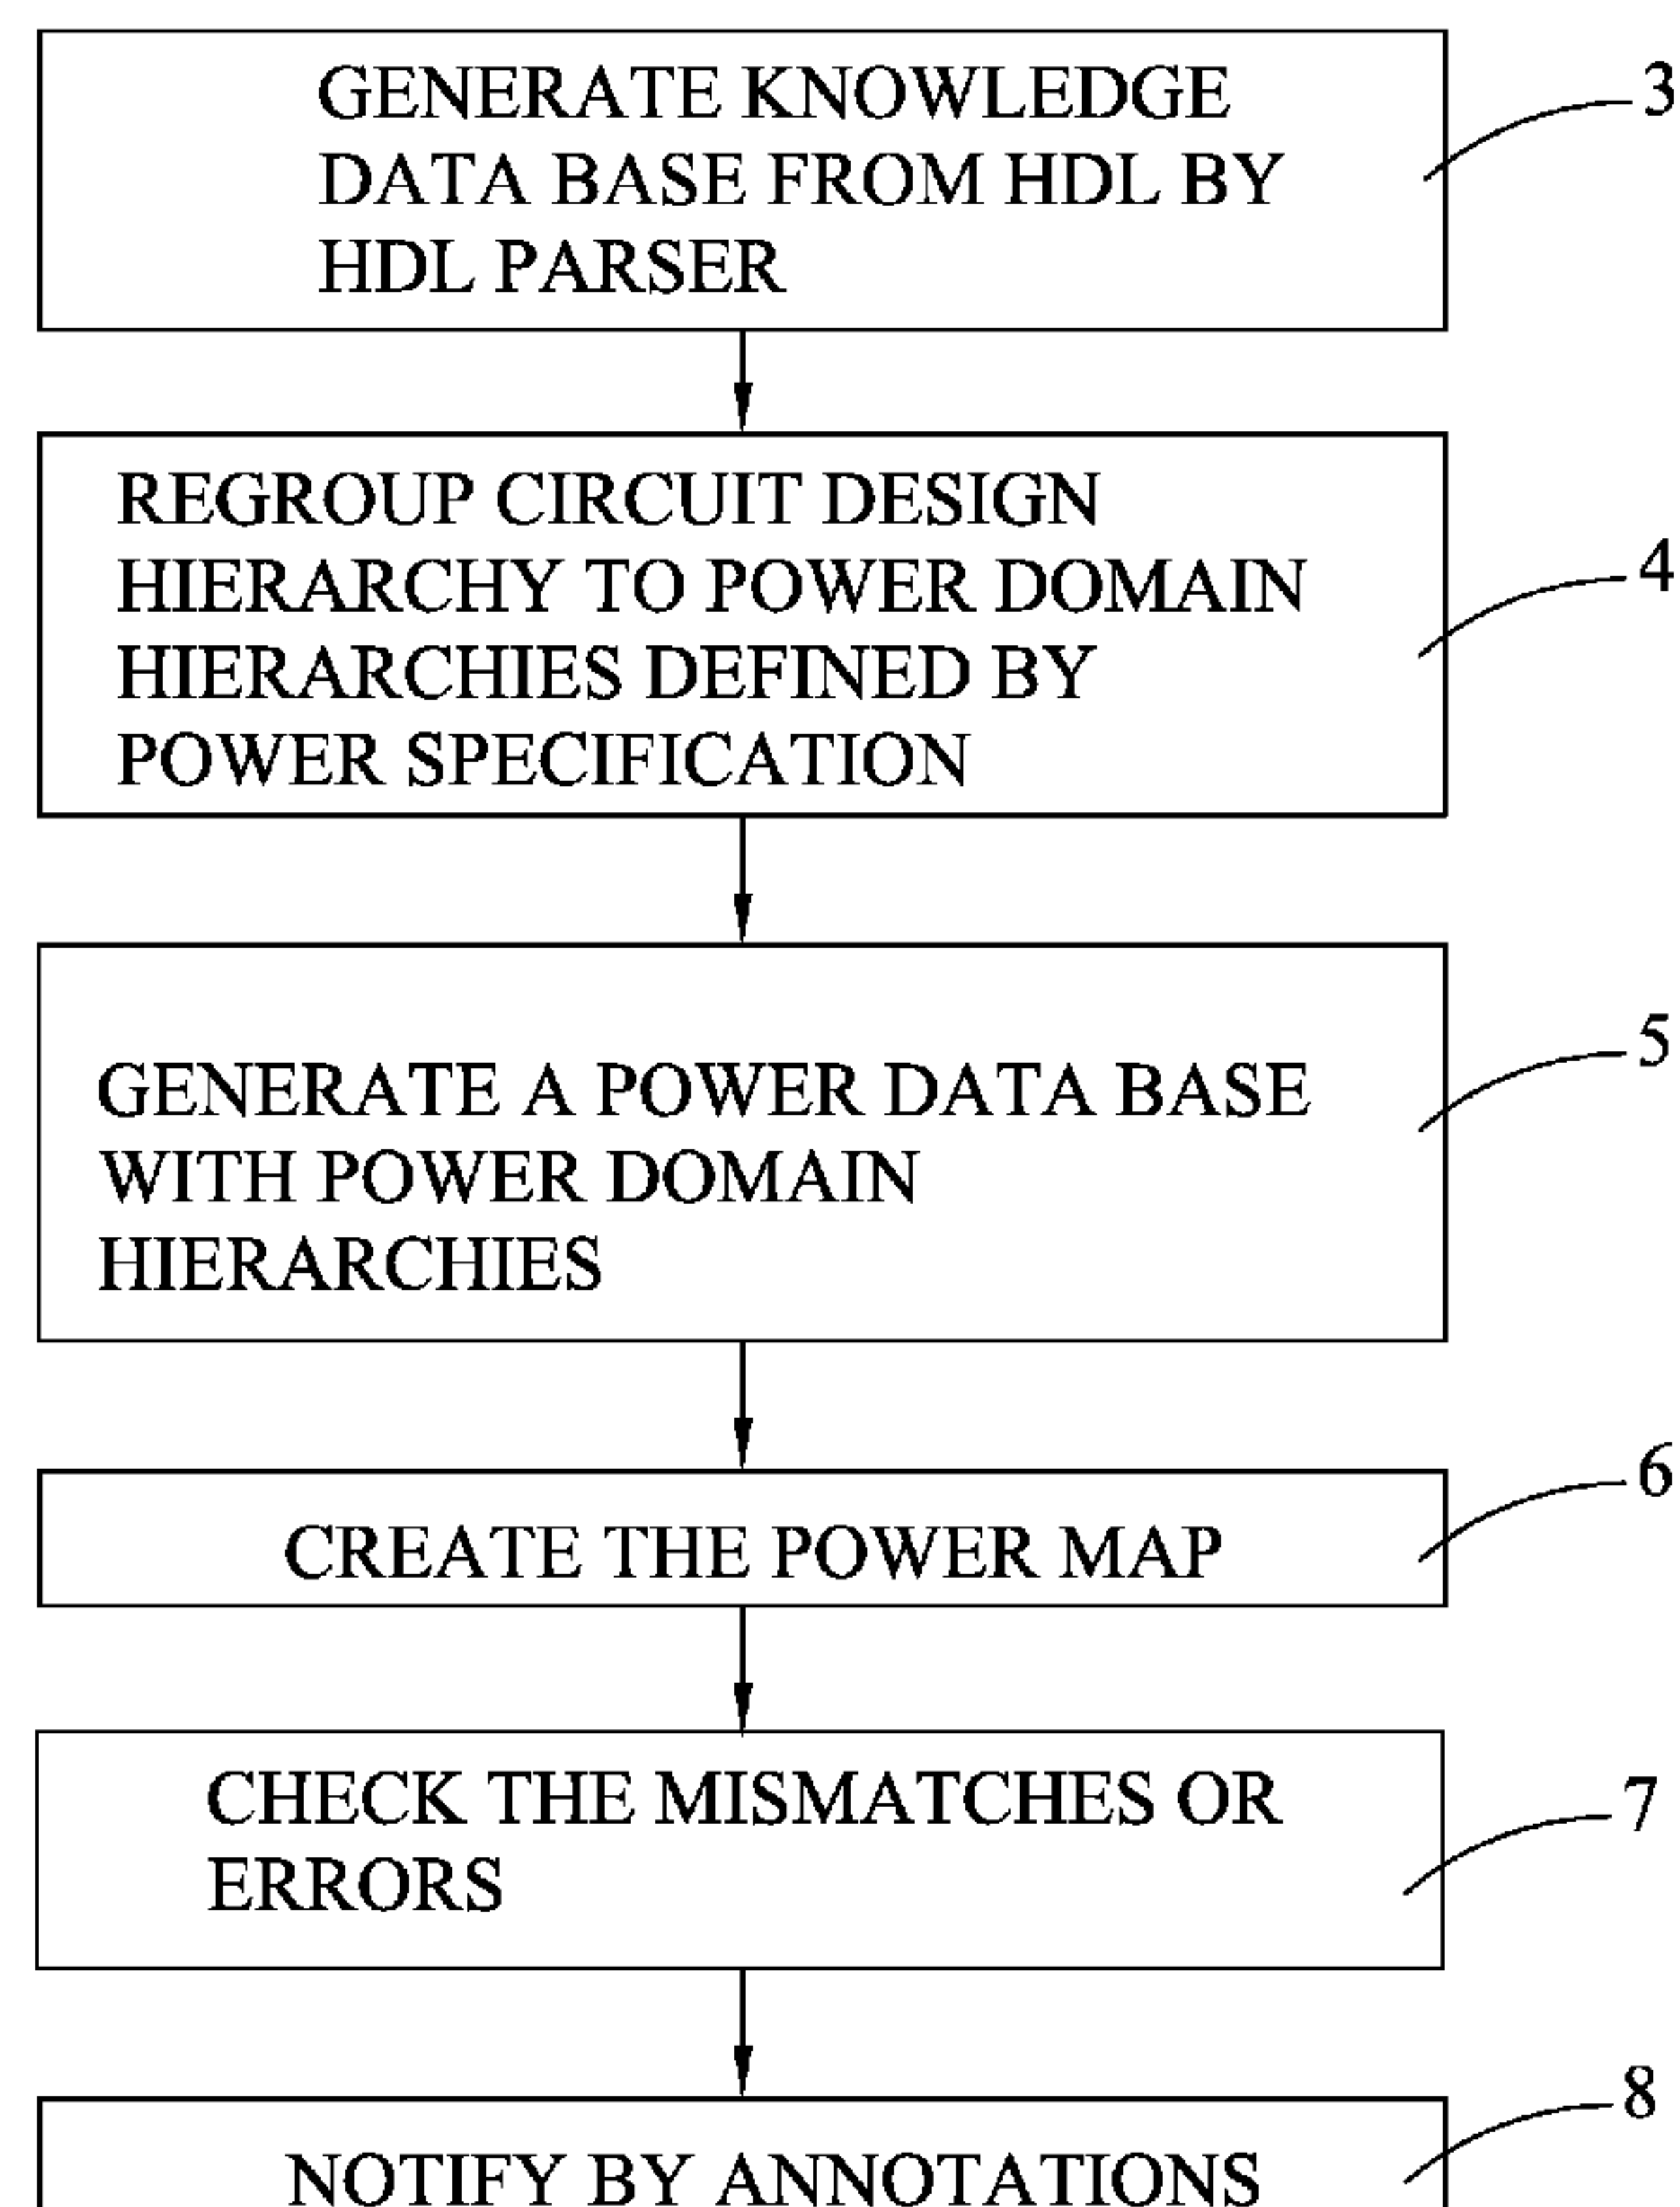 GENERATE KNOWLEDGE
DATA BASE FROM HDL BY
HDL PARSER
3
REGROUP CIRCUIT DESIGN
HIERARCHY TO POWER DOMAIN
HIERARCHIES DEFINED BY
POWER SPECIFICATION
4
GENERATE A POWER DATA BASE
WITH POWER DOMAIN
HIERARCHIES
5
CREATE THE POWER MAP
6
CHECK THE MISMATCHES OR
ERRORS
7
NOTIFY BY ANNOTATIONS
8